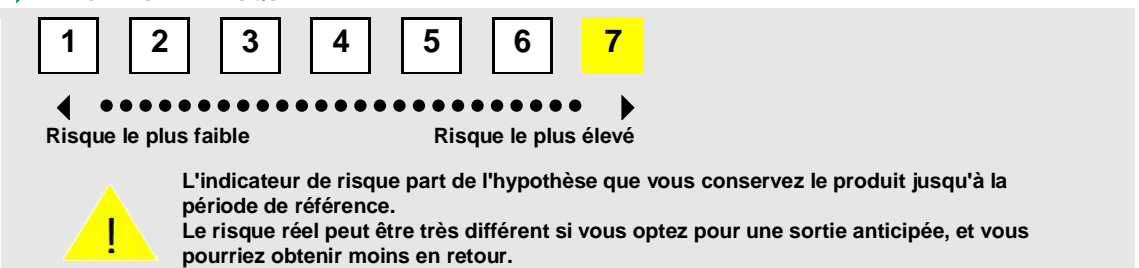 1 2 3 4 5 6 7
Risque le plus faible Risque le plus élevé
L'indicateur de risque part de l'hypothèse que vous conservez le produit jusqu'à la
période de référence.
! Le risque réel peut être très différent si vous optez pour une sortie anticipée, et vous
pourriez obtenir moins en retour.